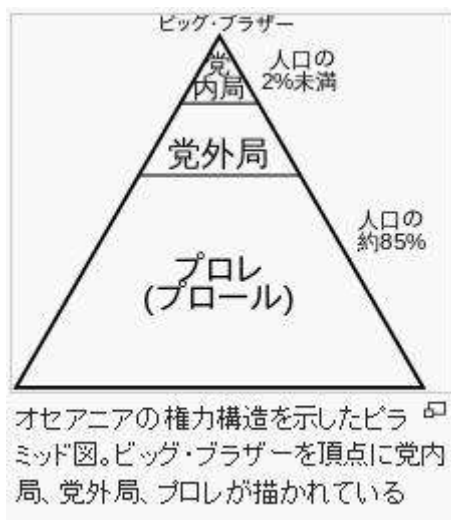 ビッグ・ブラザー
党
内局
人口の
2%未満
党外局
人口の
約85%
プロレ
(プロール)
オセアニアの権力構造を示したピラ
ミッド図。ビッグ・ブラザーを頂点に党内
局、党外局、プロレが描かれている